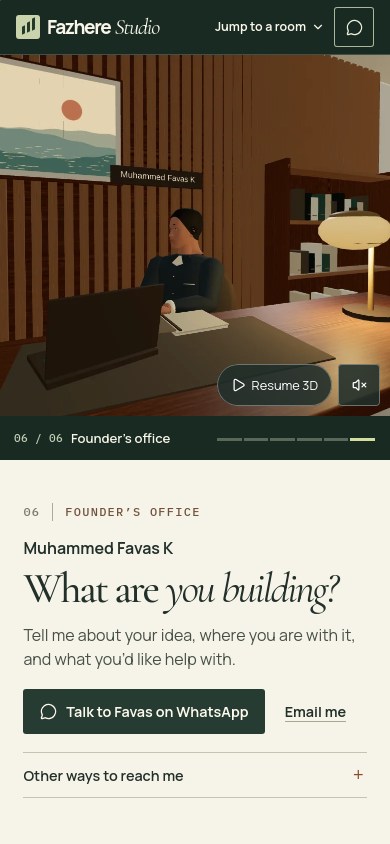 Fazhere Studio
Jump to a room
Muhammed Favas K
Resume 3D
06 / 06 Founder's office
06 FOUNDER’S OFFICE
Muhammed Favas K
What are you building?
Tell me about your idea, where you are with it,
and what you'd like help with.
Talk to Favas on WhatsApp
Email me
Other ways to reach me +